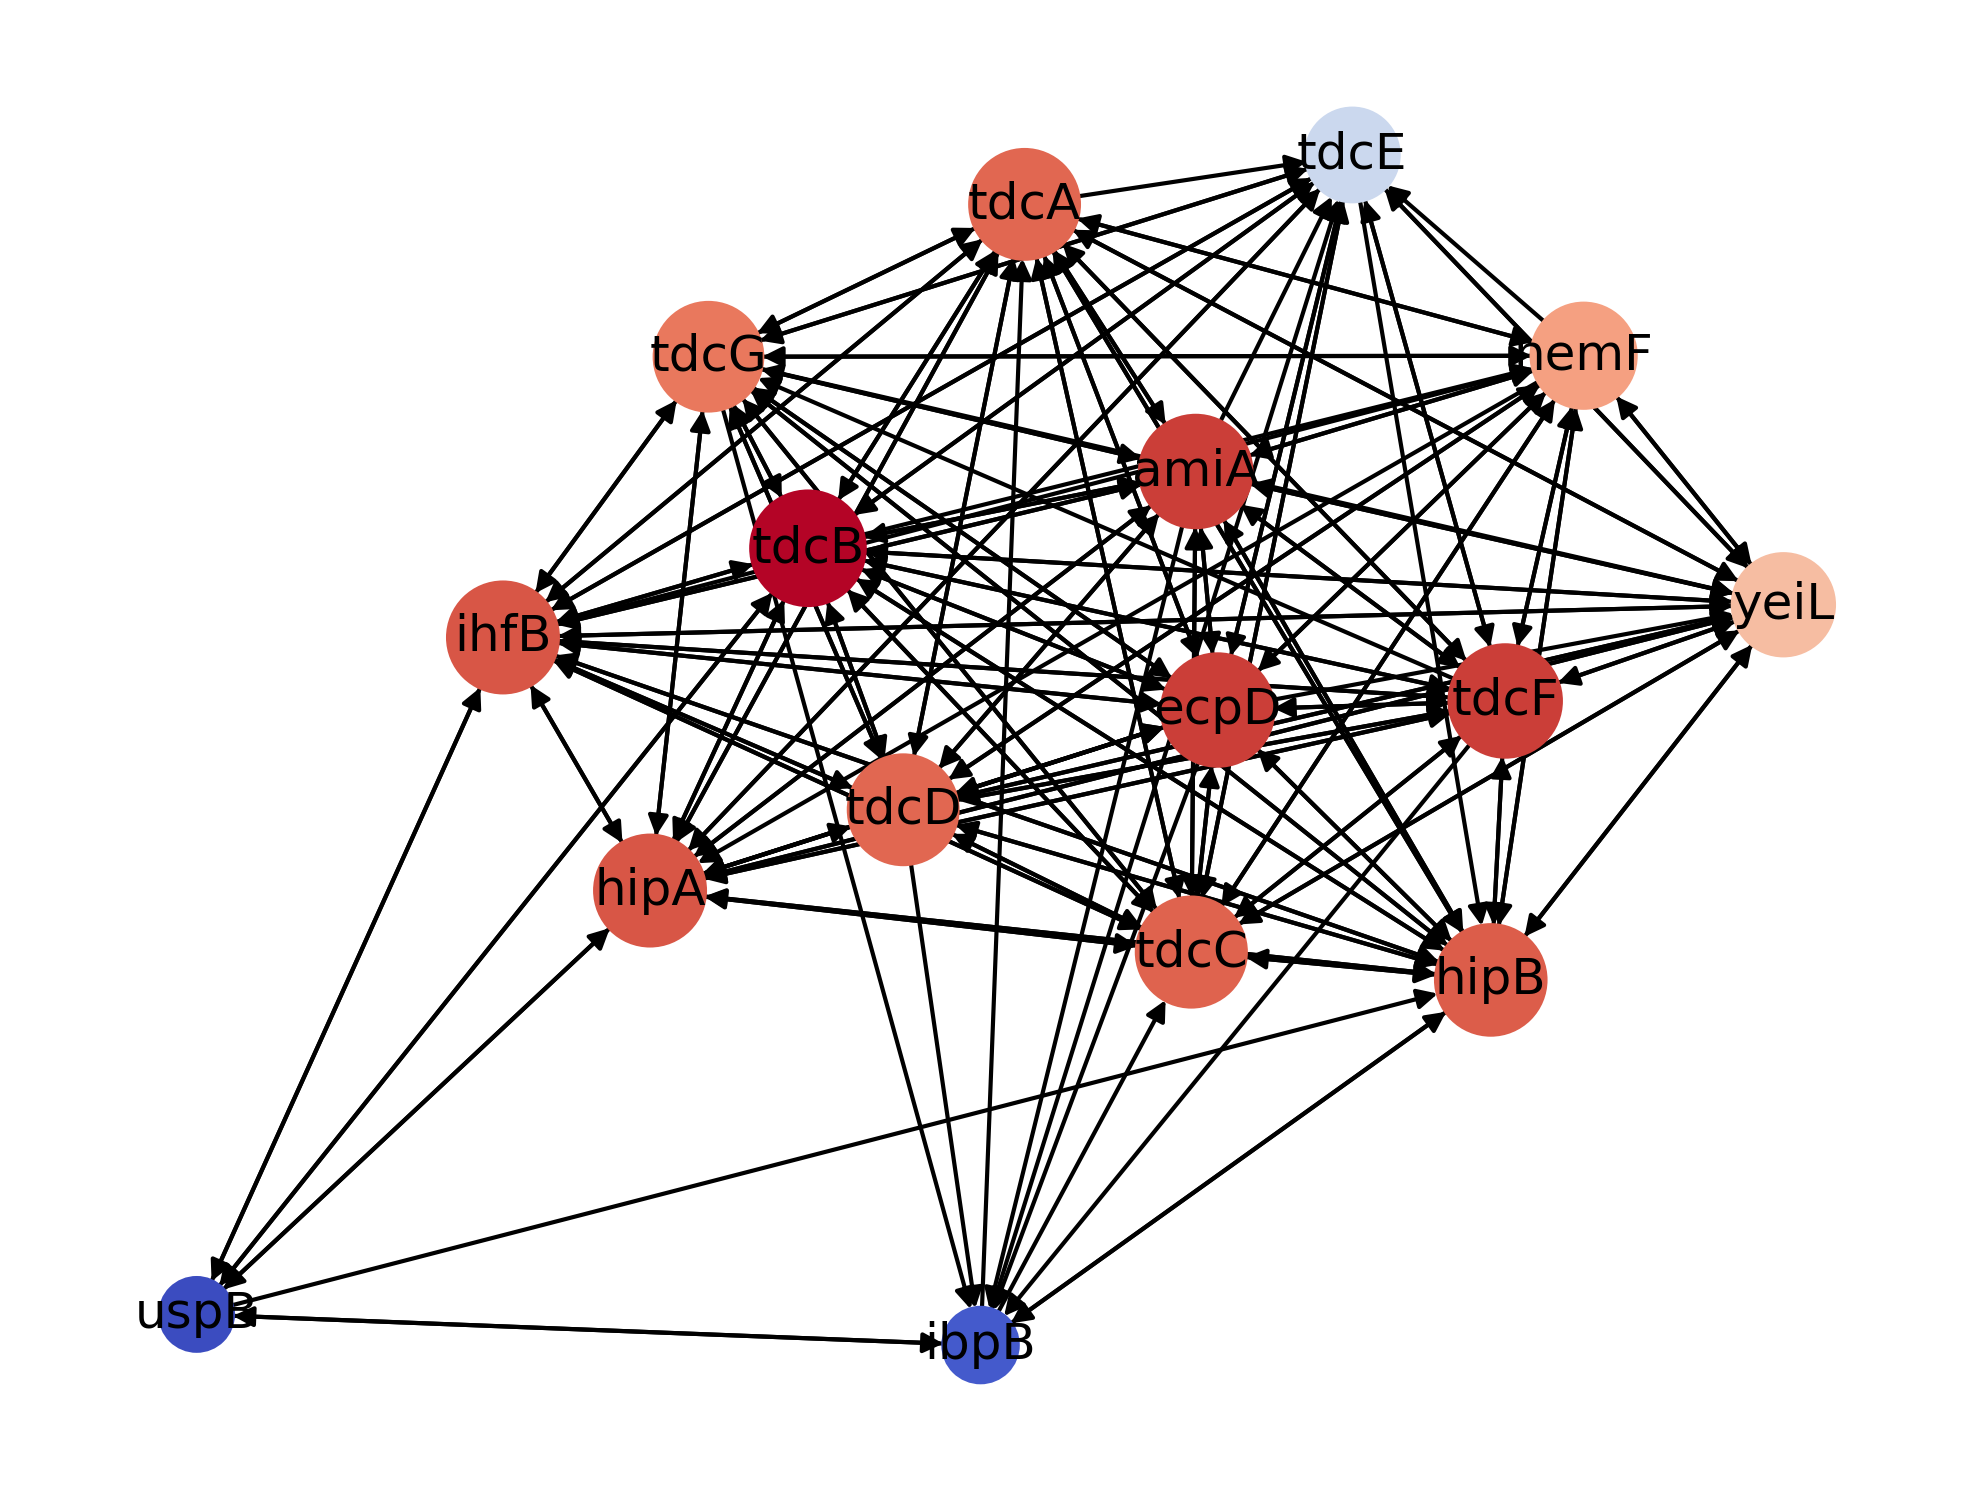 tdcE
tdcA
tdcG
hemF
amiA
tdcB
yeiL
ihfB
ecpD
tdcF
tdcD
hipA
tdcC
hipB
uspB
ibpB